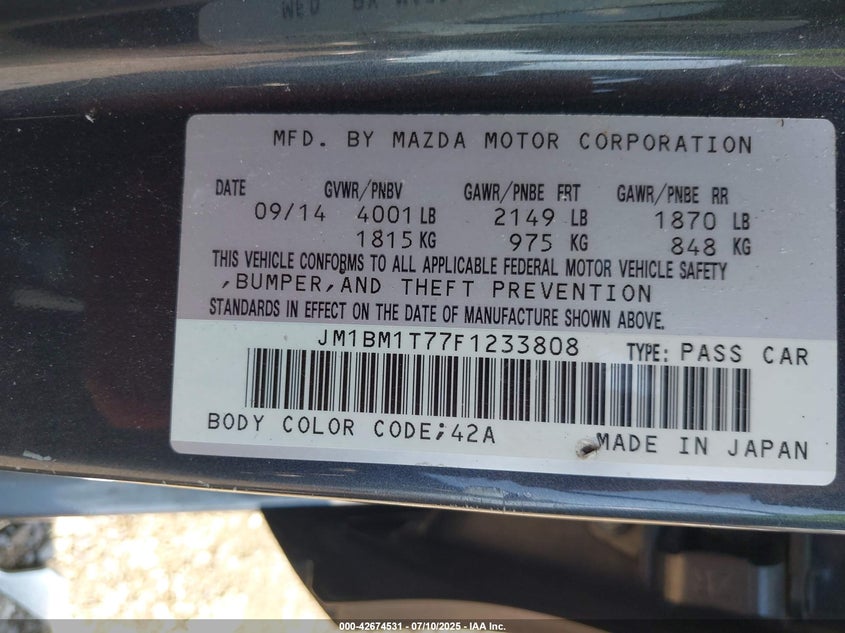 MFD. BY MAZDA MOTOR CORPORATION
DATE GVWR/PNBV GAWR/PNBE FRT GAWR/PNBE RR
09/14 4001 LB 2149 LB 1870 LB
1815 KG 975 KG 848 KG
THIS VEHICLE CONFORMS TO ALL APPLICABLE FEDERAL MOTOR VEHICLE SAFETY
,BUMPER,AND THEFT PREVENTION
STANDARDS IN EFFECT ON THE DATE OF MANUFACTURE SHOWN ABOVE.
JM1BM1T77F1233808 TYPE: PASS CAR
BODY COLOR CODE;42A MADE IN JAPAN
000-42674531 - 07/10/2025 - IAA Inc.